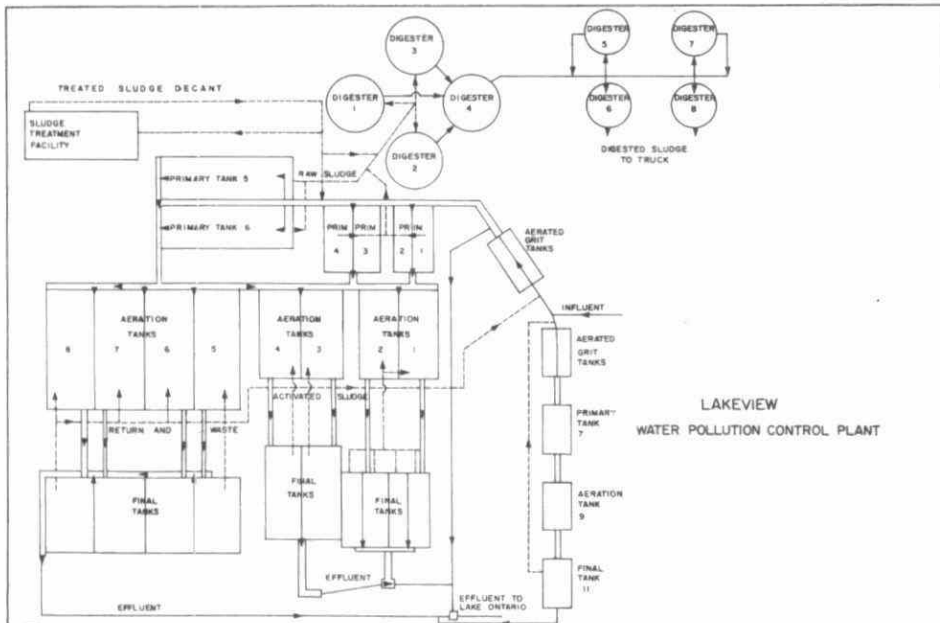 DIGESTER
3
DIGESTER
5
DIGESTER
7
TREATED SLUDGE DECANT
DIGESTER
1
DIGESTER
4
DIGESTER
6
DIGESTER
8
SLUDGE
TREATMENT
FACILITY
DIGESTER
2
DIGESTED SLUDGE
TO TRUCK
PRIMARY TANK 5
RAW SLUDGE
PRIMARY TANK 6
PRIM
4
PRIM
3
PRIM
2
1
AERATED
GRIT
TANKS
INFLUENT
AERATION
TANKS
8
7
6
5
AERATION
TANKS
4
3
AERATION
TANKS
2
1
AERATED
GRIT
TANKS
ACTIVATED SLUDGE
RETURN AND WASTE
PRIMARY
TANK
7
LAKEVIEW
WATER POLLUTION CONTROL PLANT
FINAL
TANKS
FINAL
TANKS
FINAL
TANKS
AERATION
TANK
9
FINAL
TANK
11
EFFLUENT
EFFLUENT
EFFLUENT TO
LAKE ONTARIO